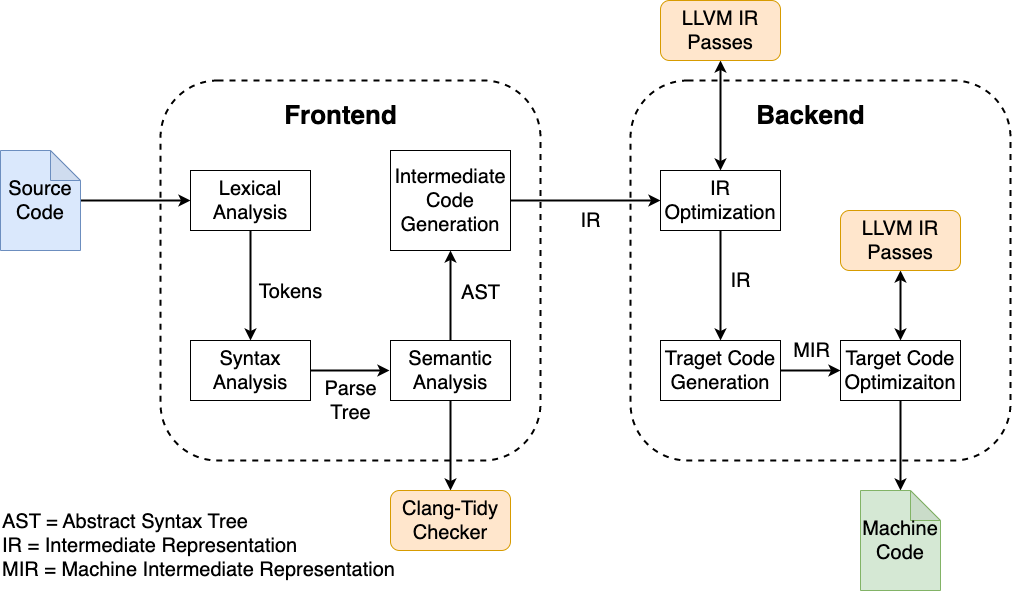 LLVM IR
Passes
Frontend
Backend
Source
Code
Lexical
Analysis
Intermediate
Code
Generation
IR
IR
Optimization
LLVM IR
Passes
Tokens
AST
IR
Syntax
Analysis
Parse
Tree
Semantic
Analysis
Traget Code
Generation
MIR
Target Code
Optimizaiton
Clang-Tidy
Checker
Machine
Code
AST = Abstract Syntax Tree
IR = Intermediate Representation
MIR = Machine Intermediate Representation